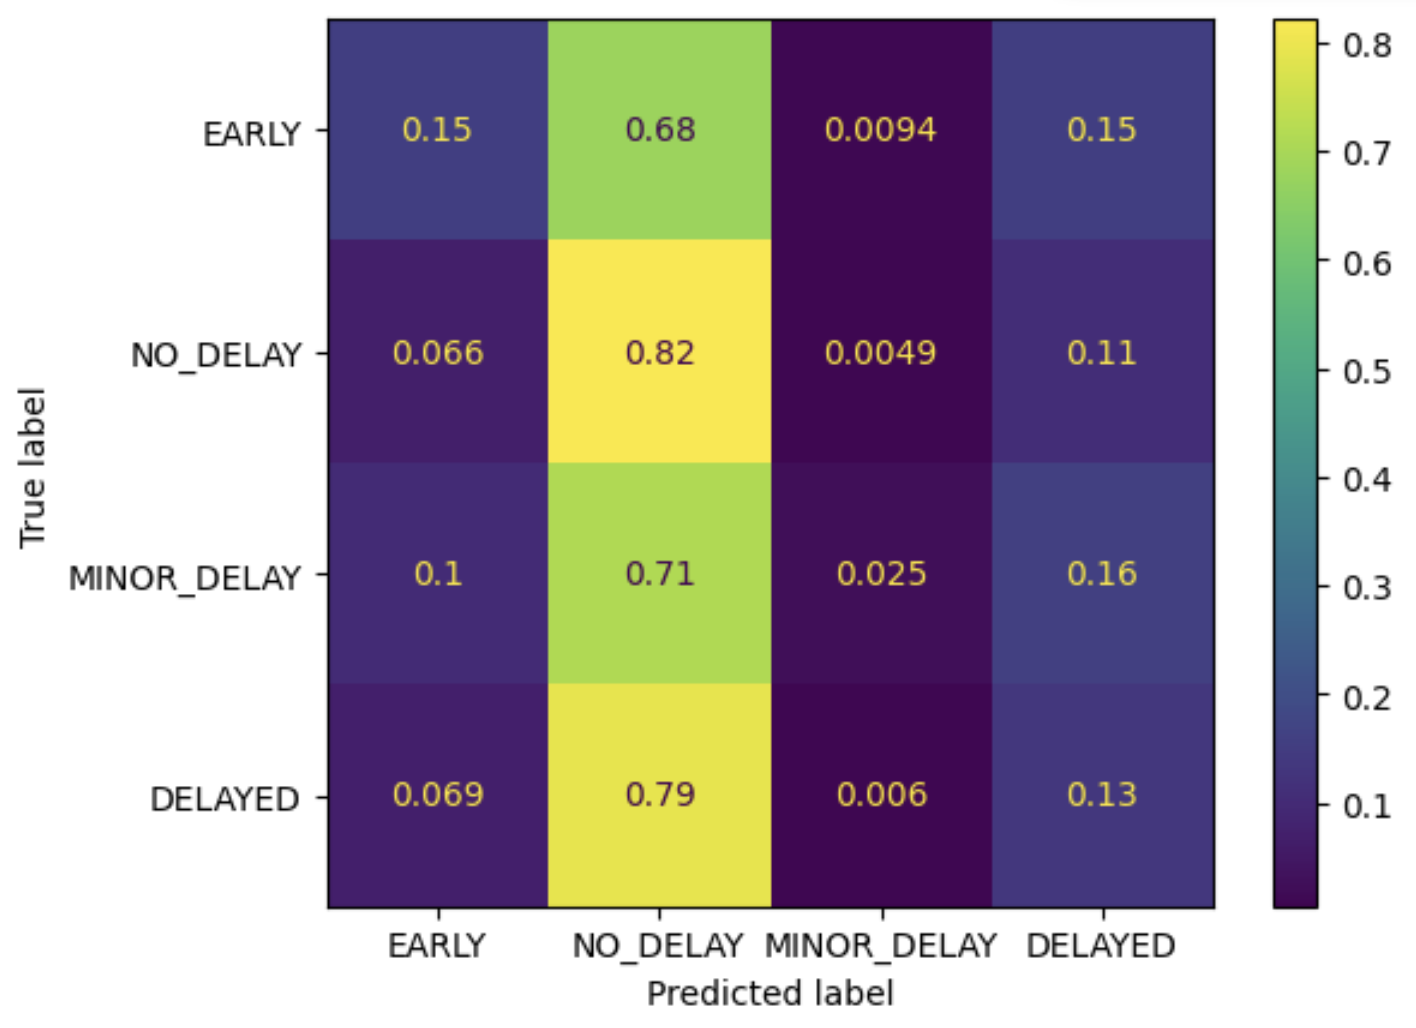 EARLY 0.15 0.68 0.0094 0.15
NO_DELAY 0.066 0.82 0.0049 0.11
MINOR_DELAY 0.1 0.71 0.025 0.16
DELAYED 0.069 0.79 0.006 0.13
True label
EARLY NO_DELAY MINOR_DELAY DELAYED
Predicted label
0.8
0.7
0.6
0.5
0.4
0.3
0.2
0.1